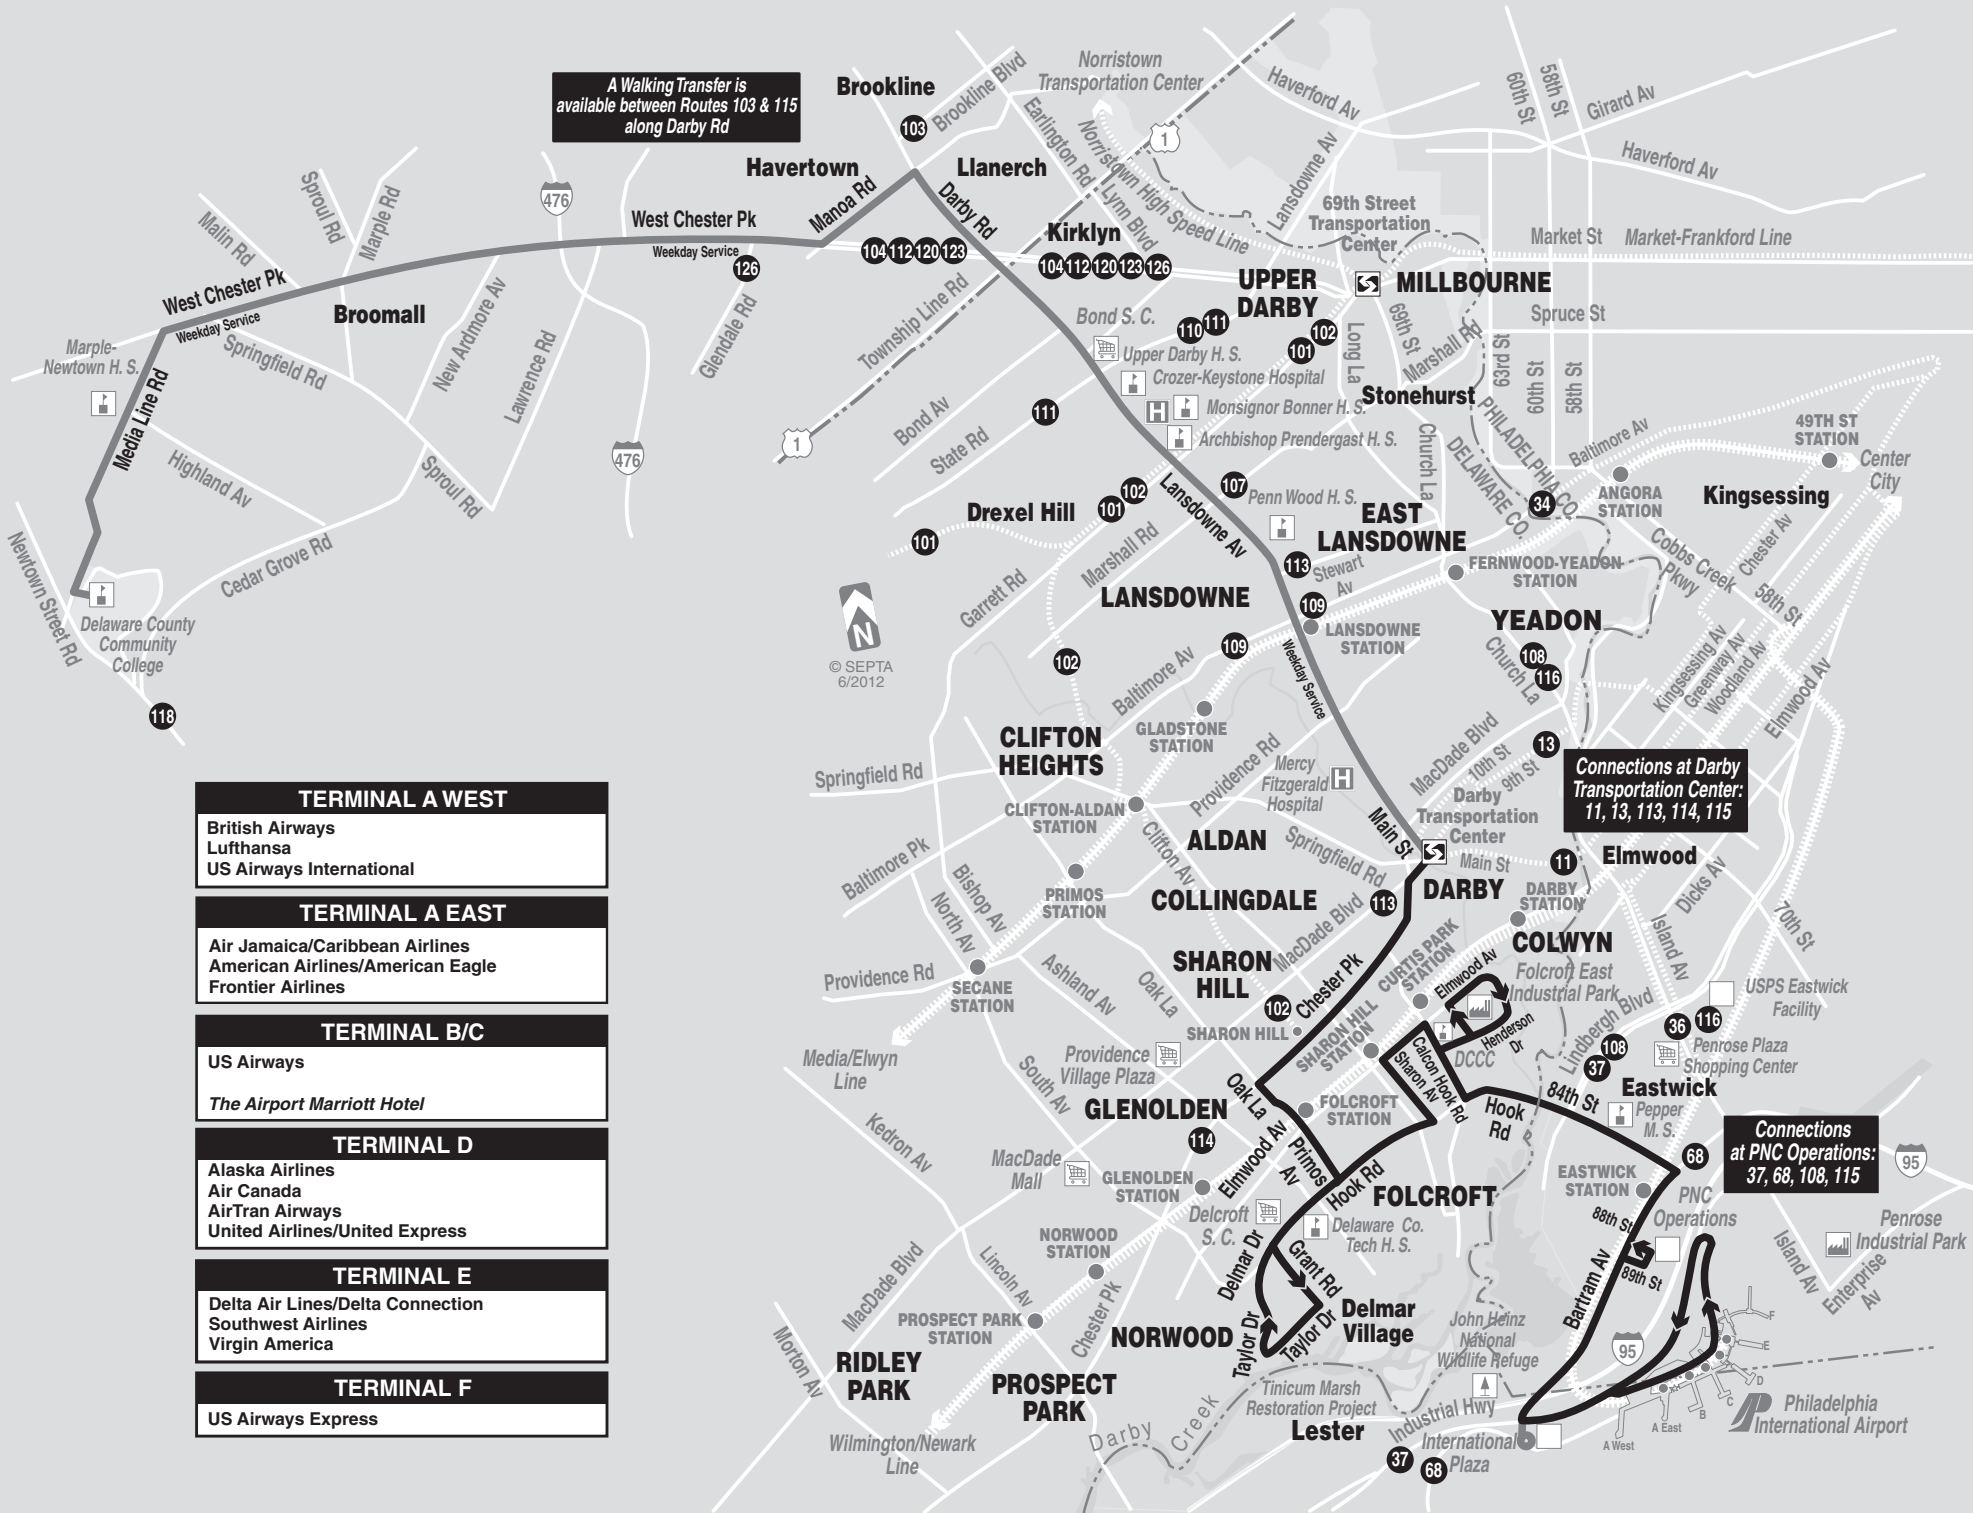 A Walking Transfer is
available between Routes 103 & 115
along Darby Rd
Brookline
103
Brookline Blvd
Norristown
Transportation Center
Earlington Rd
Norristown High Speed Line
1
Haverford Av
60th St
58th St
Girard Av
Haverford Av
Lansdowne Av
Havertown
Llanerch
Manoa Rd
Darby Rd
Lynn Blvd
Kirklyn
69th Street
Transportation
Center
Market St
Market-Frankford Line
Sproul Rd
Marple Rd
Malin Rd
476
West Chester Pk
Weekday Service
126
104 112 120 123
104 112 120 123 126
UPPER
DARBY
MILLBOURNE
West Chester Pk
Weekday Service
Broomall
New Ardmore Av
Lawrence Rd
Glendale Rd
Township Line Rd
Bond S. C.
110
111
102
101
Long La
69th St
Marshall Rd
Spruce St
63rd St
60th St
58th St
Marple-
Newtown H. S.
Springfield Rd
Upper Darby H. S.
Crozer-Keystone Hospital
Monsignor Bonner H. S.
Archbishop Prendergast H. S.
Stonehurst
Media Line Rd
Highland Av
Sproul Rd
476
1
Bond Av
State Rd
111
Church La
PHILADELPHIA CO.
DELAWARE CO.
Baltimore Av
49TH ST
STATION
Center
City
ANGORA
STATION
Kingsessing
34
Drexel Hill
102
101
101
Lansdowne Av
107
Penn Wood H. S.
EAST
LANSDOWNE
113
Stewart
Av
FERNWOOD-YEADON
STATION
Cobbs Creek
Pkwy
Chester Av
58th St
Newtown Street Rd
Delaware County
Community
College
Cedar Grove Rd
118
Garrett Rd
Marshall Rd
LANSDOWNE
109
LANSDOWNE
STATION
YEADON
108
116
Church La
Kingsessing Av
Greenway Av
Woodland Av
Elmwood Av
N
© SEPTA
6/2012
102
109
Baltimore Av
Weekday Service
GLADSTONE
STATION
CLIFTON
HEIGHTS
Springfield Rd
Providence Rd
Mercy
Fitzgerald
Hospital
MacDade Blvd
10th St
9th St
13
Connections at Darby
Transportation Center:
11, 13, 113, 114, 115
Darby
Transportation
Center
Main St
Main St
11
Elmwood
CLIFTON-ALDAN
STATION
Clifton Av
ALDAN
Springfield Rd
DARBY
DARBY
STATION
Dicks Av
Island Av
70th St
Baltimore Pk
PRIMOS
STATION
COLLINGDALE
113
MacDade Blvd
COLWYN
Bishop Av
North Av
Providence Rd
SECANE
STATION
Ashland Av
Oak La
SHARON
HILL
102
Chester Pk
SHARON HILL
CURTIS PARK
STATION
Elmwood Av
Folcroft East
Industrial Park
Henderson
Dr
DCCC
Lindbergh Blvd
USPS Eastwick
Facility
36
116
Penrose Plaza
Shopping Center
108
37
Eastwick
Media/Elwyn
Line
Providence
Village Plaza
South Av
SHARON HILL
STATION
Calcon Hook Rd
Sharon Av
Oak La
GLENOLDEN
114
FOLCROFT
STATION
Hook
Rd
84th St
Pepper
M. S.
Connections
at PNC Operations:
37, 68, 108, 115
68
95
Kedron Av
MacDade
Mall
GLENOLDEN
STATION
Elmwood Av
Primos
Av
Hook Rd
FOLCROFT
EASTWICK
STATION
PNC
Operations
88th St
89th St
Delcroft
S. C.
Delaware Co.
Tech H. S.
NORWOOD
STATION
Delmar Dr
Grant Rd
Delmar
Village
Taylor Dr
Taylor Dr
Bartram Av
Penrose
Industrial Park
Island Av
Enterprise
Av
MacDade Blvd
Lincoln Av
PROSPECT PARK
STATION
Chester Pk
NORWOOD
John Heinz
National
Wildlife Refuge
95
F
E
D
C
B
A East
A West
Morton Av
RIDLEY
PARK
PROSPECT
PARK
Tinicum Marsh
Restoration Project
Lester
Industrial Hwy
International
Plaza
37
68
Philadelphia
International Airport
Wilmington/Newark
Line
Darby
Creek
TERMINAL A WEST
British Airways
Lufthansa
US Airways International
TERMINAL A EAST
Air Jamaica/Caribbean Airlines
American Airlines/American Eagle
Frontier Airlines
TERMINAL B/C
US Airways
The Airport Marriott Hotel
TERMINAL D
Alaska Airlines
Air Canada
AirTran Airways
United Airlines/United Express
TERMINAL E
Delta Air Lines/Delta Connection
Southwest Airlines
Virgin America
TERMINAL F
US Airways Express